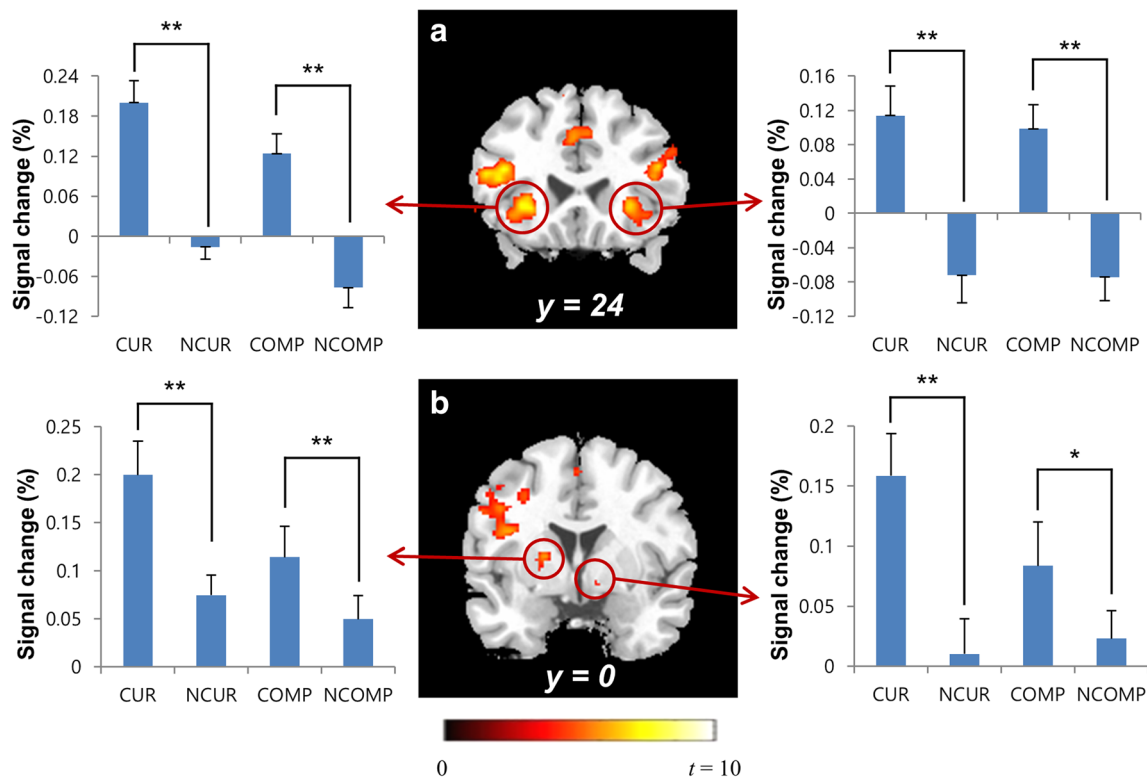 **
**
0.24
0.18
0.12
0.06
0
-0.06
-0.12
Signal change (%)
CUR NCUR COMP NCOMP
a
y = 24
**
**
0.16
0.12
0.08
0.04
0
-0.04
-0.08
-0.12
Signal change (%)
CUR NCUR COMP NCOMP
**
**
0.25
0.2
0.15
0.1
0.05
0
Signal change (%)
CUR NCUR COMP NCOMP
b
y = 0
**
*
0.2
0.15
0.1
0.05
0
Signal change (%)
CUR NCUR COMP NCOMP
0 t = 10